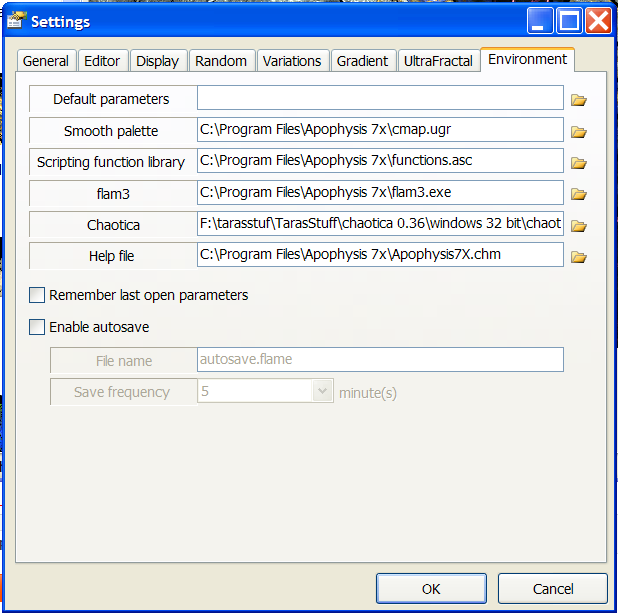 Settings
General Editor Display Random Variations Gradient UltraFractal Environment
Default parameters
Smooth palette C:\Program Files\Apophysis 7x\cmap.ugr
Scripting function library C:\Program Files\Apophysis 7x\functions.asc
flam3 C:\Program Files\Apophysis 7x\flam3.exe
Chaotica F:\tarasstuf\TarasStuff\chaotica 0.36\windows 32 bit\chaot
Help file C:\Program Files\Apophysis 7x\Apophysis7X.chm
Remember last open parameters
Enable autosave
File name autosave.flame
Save frequency 5 minute(s)
OK Cancel